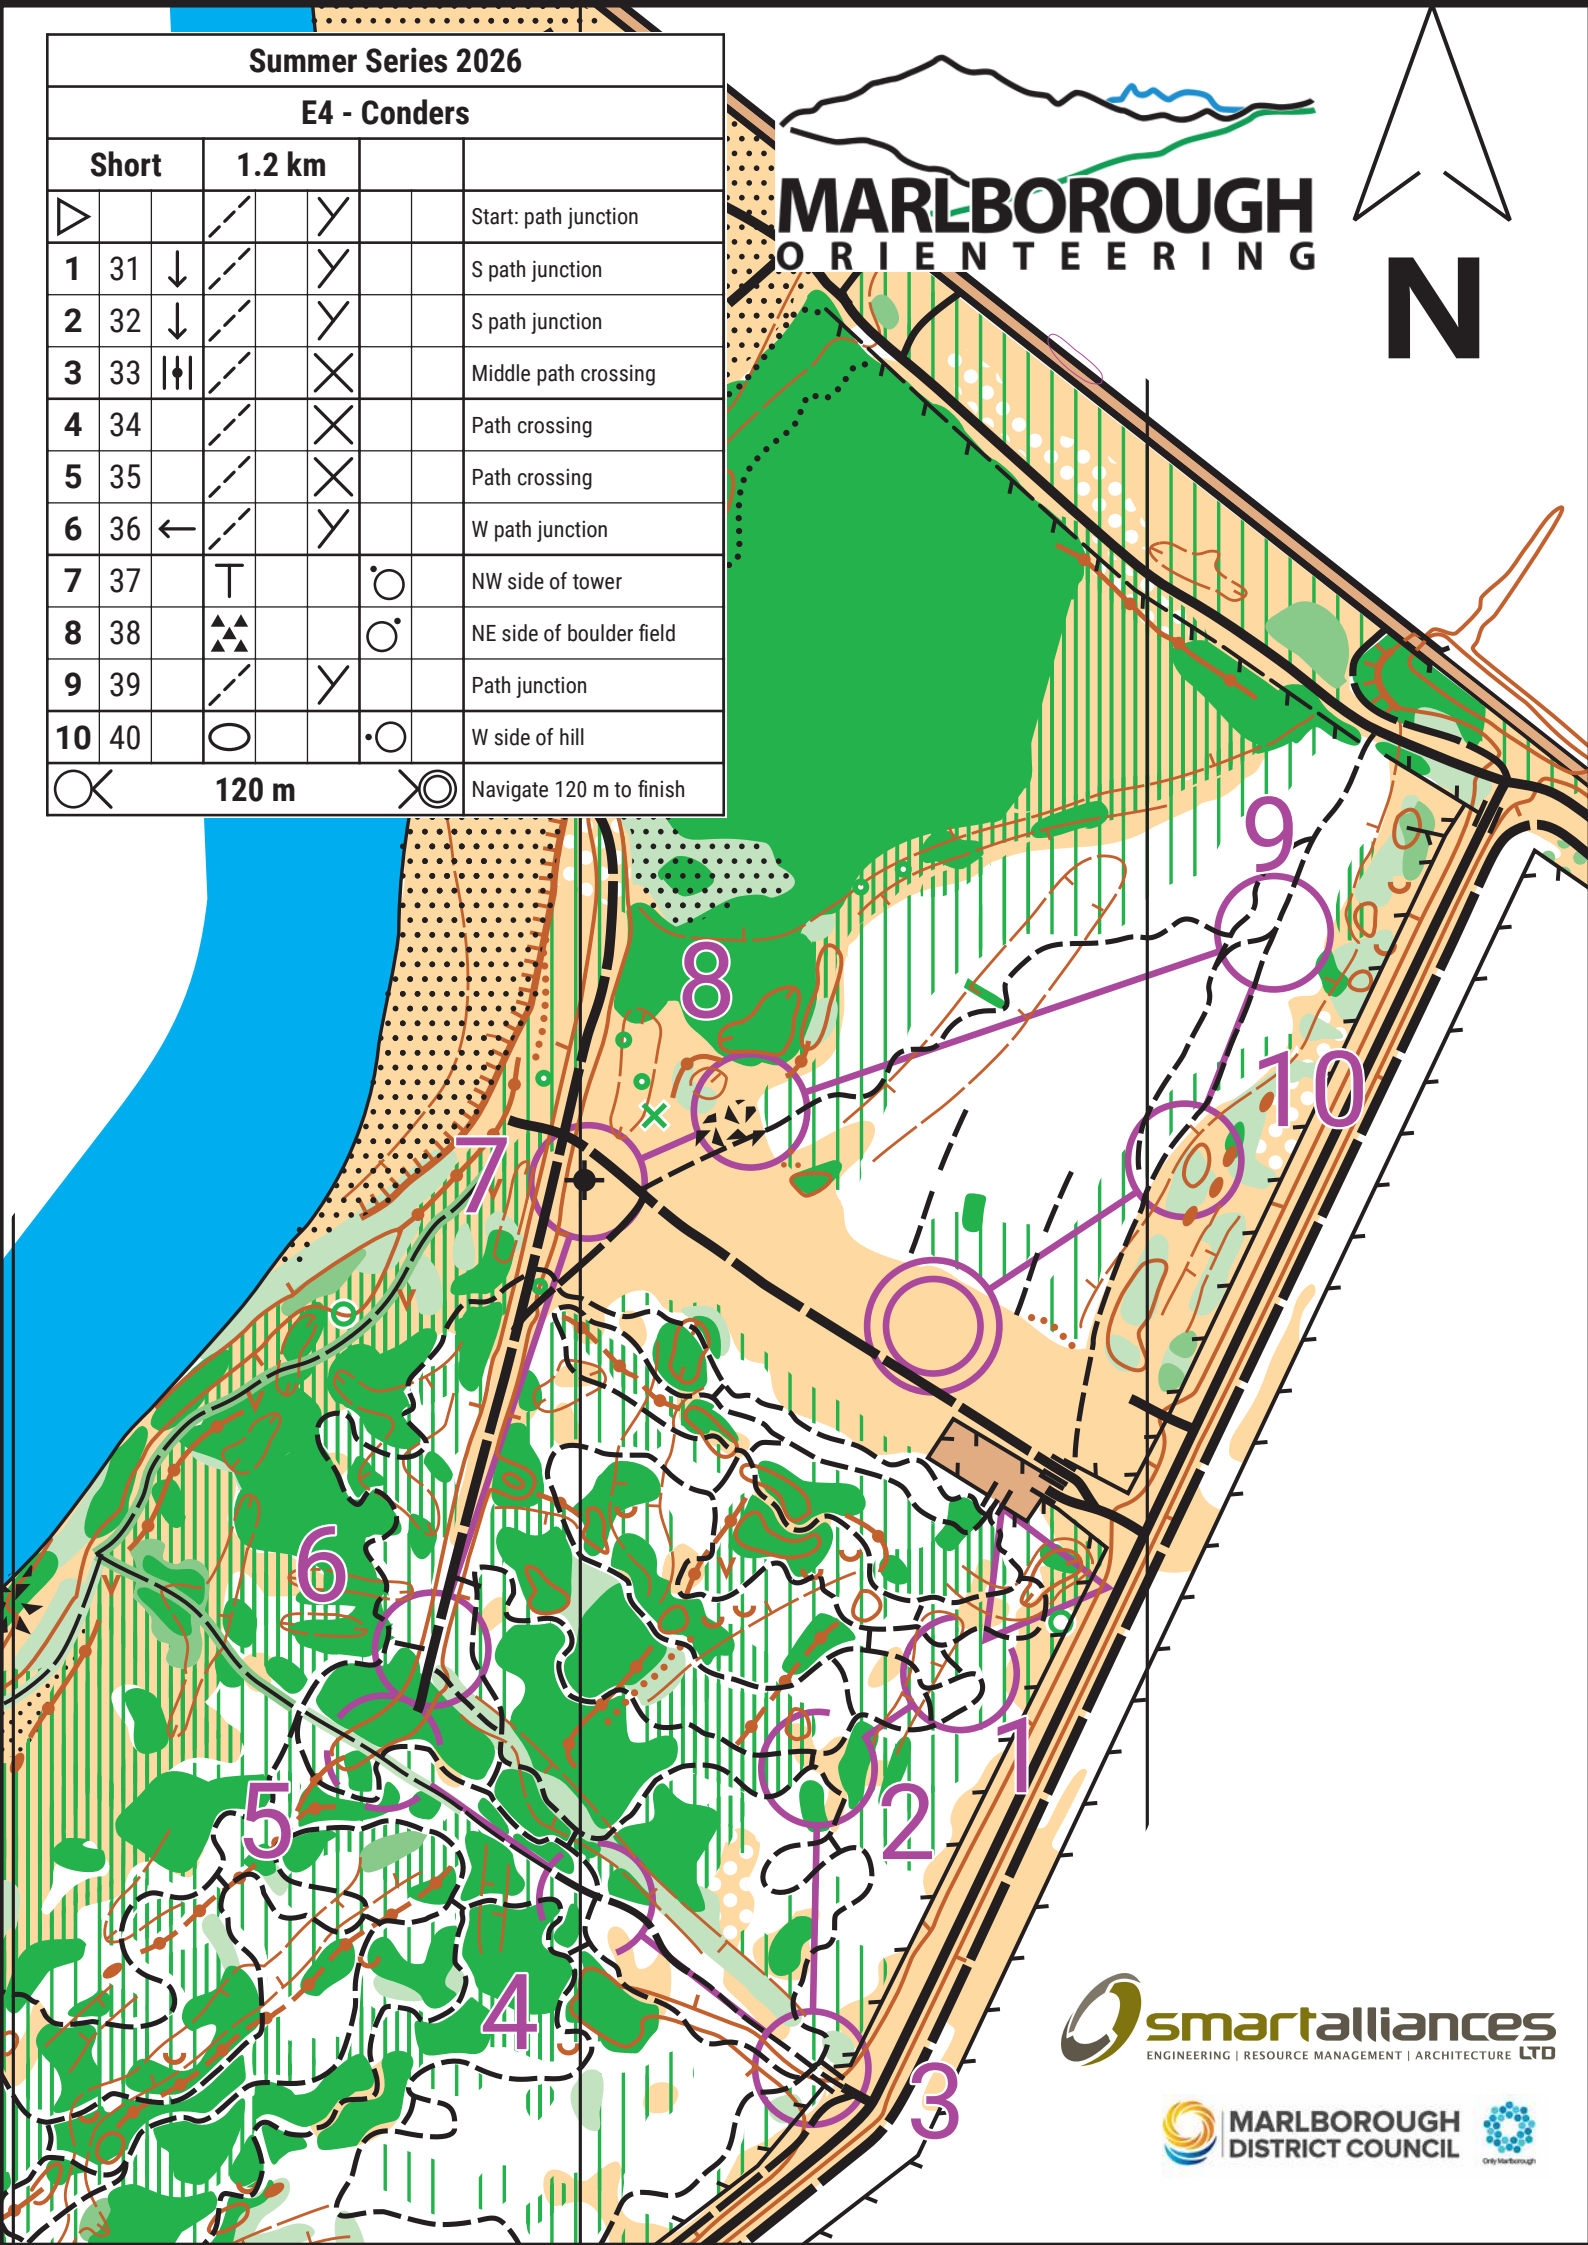 Summer Series 2026
E4 - Conders
Short 1.2 km
Start: path junction
1 31 S path junction
2 32 S path junction
3 33 Middle path crossing
4 34 Path crossing
5 35 Path crossing
6 36 W path junction
7 37 NW side of tower
8 38 NE side of boulder field
9 39 Path junction
10 40 W side of hill
120 m Navigate 120 m to finish
MARLBOROUGH
ORIENTEERING
N
9
8
10
7
6
1
5
2
4
3
smartalliances
ENGINEERING | RESOURCE MANAGEMENT | ARCHITECTURE LTD
MARLBOROUGH
DISTRICT COUNCIL
Only Marlborough